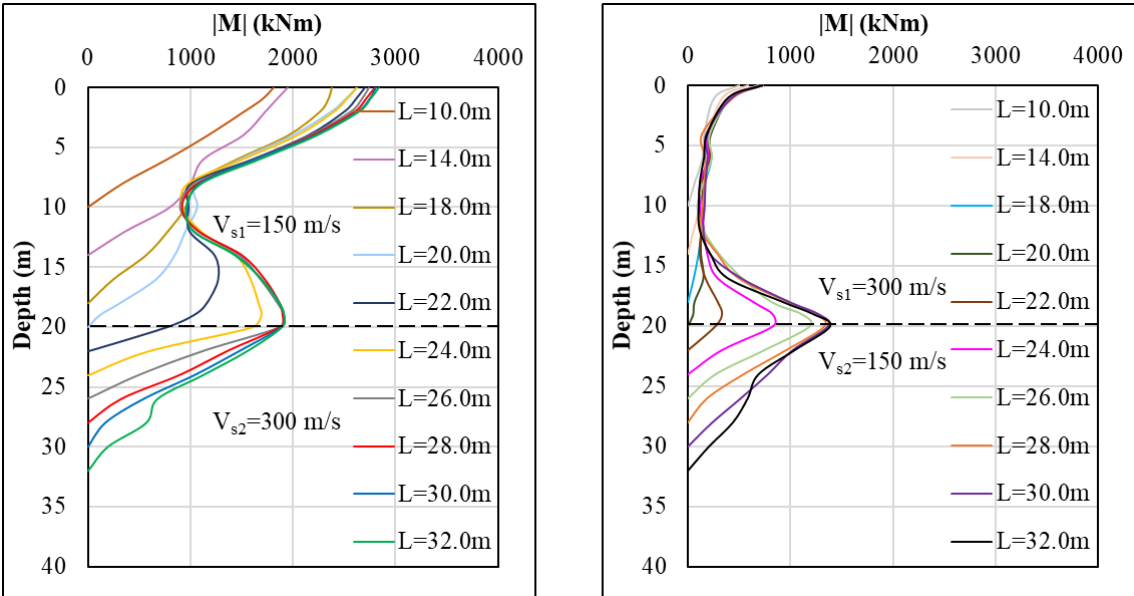 |M| (kNm)
0 1000 2000 3000 4000
0
5
10
15
20
25
30
35
40
Depth (m)
L=10.0m
L=14.0m
L=18.0m
L=20.0m
L=22.0m
L=24.0m
L=26.0m
L=28.0m
L=30.0m
L=32.0m
Vs1=150 m/s
Vs2=300 m/s
|M| (kNm)
0 1000 2000 3000 4000
0
5
10
15
20
25
30
35
40
Depth (m)
L=10.0m
L=14.0m
L=18.0m
L=20.0m
L=22.0m
L=24.0m
L=26.0m
L=28.0m
L=30.0m
L=32.0m
Vs1=300 m/s
Vs2=150 m/s